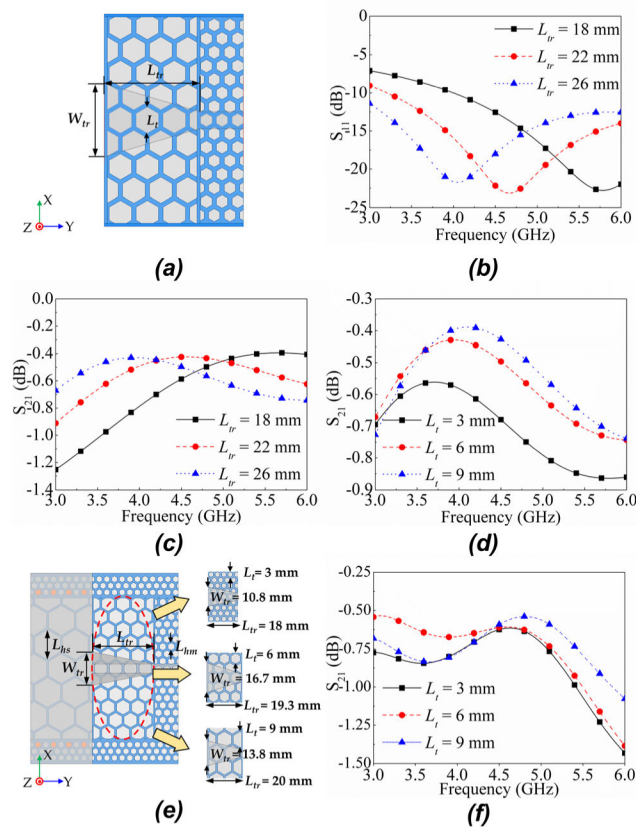 L_tr
W_tr
L_t
X
Z
Y
(a)
S_11 (dB)
0
-5
-10
-15
-20
-25
L_tr = 18 mm
L_tr = 22 mm
L_tr = 26 mm
3.0 3.5 4.0 4.5 5.0 5.5 6.0
Frequency (GHz)
(b)
S_21 (dB)
0.0
-0.2
-0.4
-0.6
-0.8
-1.0
-1.2
-1.4
L_tr = 18 mm
L_tr = 22 mm
L_tr = 26 mm
3.0 3.5 4.0 4.5 5.0 5.5 6.0
Frequency (GHz)
(c)
S_21 (dB)
-0.3
-0.4
-0.5
-0.6
-0.7
-0.8
-0.9
L_t = 3 mm
L_t = 6 mm
L_t = 9 mm
3.0 3.5 4.0 4.5 5.0 5.5 6.0
Frequency (GHz)
(d)
L_hs
L_tr
W_tr
L_hm
L_t= 3 mm
W_tr= 10.8 mm
L_tr= 18 mm
L_t= 6 mm
W_tr= 16.7 mm
L_tr= 19.3 mm
L_t= 9 mm
W_tr= 13.8 mm
L_tr= 20 mm
X
Z
Y
(e)
S_21 (dB)
-0.25
-0.50
-0.75
-1.00
-1.25
-1.50
L_t = 3 mm
L_t = 6 mm
L_t = 9 mm
3.0 3.5 4.0 4.5 5.0 5.5 6.0
Frequency (GHz)
(f)